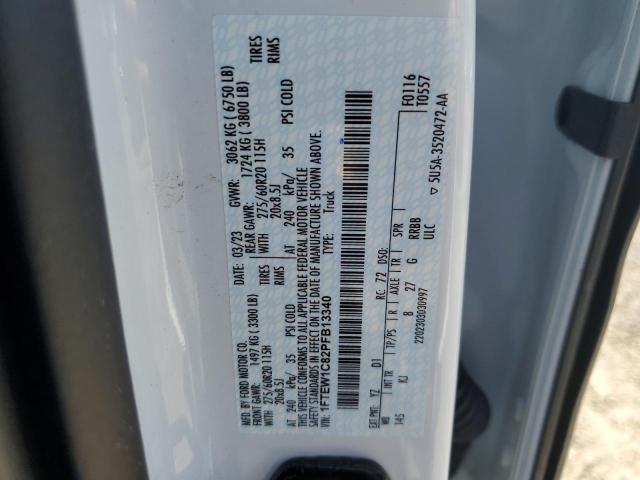 MFD. BY FORD MOTOR CO.
DATE: 03/23 GVWR: 3062 KG ( 6750 LB)
FRONT GAWR: 1497 KG ( 3300 LB) REAR GAWR: 1724 KG ( 3800 LB)
WITH 275/60R20 115H TIRES WITH 275/60R20 115H TIRES
20x8.5J RIMS 20x8.5J RIMS
AT 240 kPa/ 35 PSI COLD AT 240 kPa/ 35 PSI COLD
THIS VEHICLE CONFORMS TO ALL APPLICABLE FEDERAL MOTOR VEHICLE
SAFETY STANDARDS IN EFFECT ON THE DATE OF MANUFACTURE SHOWN ABOVE.
VIN: 1FTEW1C82PFB13340 TYPE: Truck
F0116
T0557
EXT PNT: YZ D1 RC: 72 DSO:
WB INT TR TP/PS R AXLE TR SPR
145 KJ 8 27 G RRBB
ULC
2202303030997 ▽ 5U5A-3520472-AA